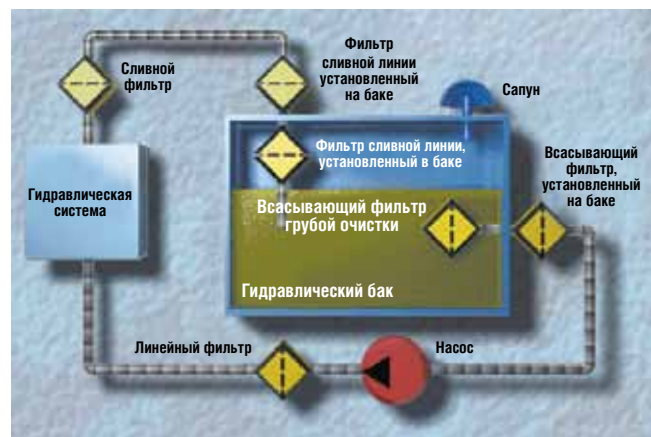 Фильтр
сливной линии
установленный
на баке
Сливной
фильтр
Сапун
Фильтр сливной линии,
установленный в баке
Всасывающий
фильтр,
установленный
на баке
Гидравлическая
система
Всасывающий фильтр
грубой очистки
Гидравлический бак
Линейный фильтр
Насос